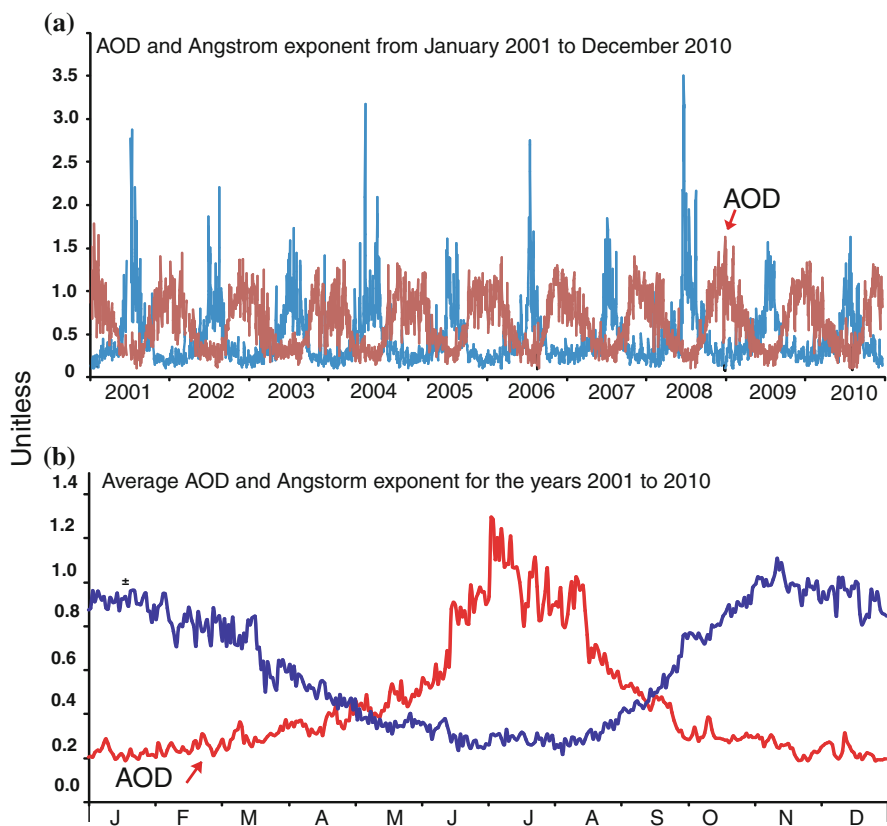 (a)
AOD and Angstrom exponent from January 2001 to December 2010
3.5
3.0
2.5
2.0
1.5
1.0
0.5
0
AOD
2001 2002 2003 2004 2005 2006 2007 2008 2009 2010
Unitless
(b)
Average AOD and Angstorm exponent for the years 2001 to 2010
1.4
1.2
1.0
0.8
0.6
0.4
0.2
0.0
±
AOD
J F M A M J J A S O N D